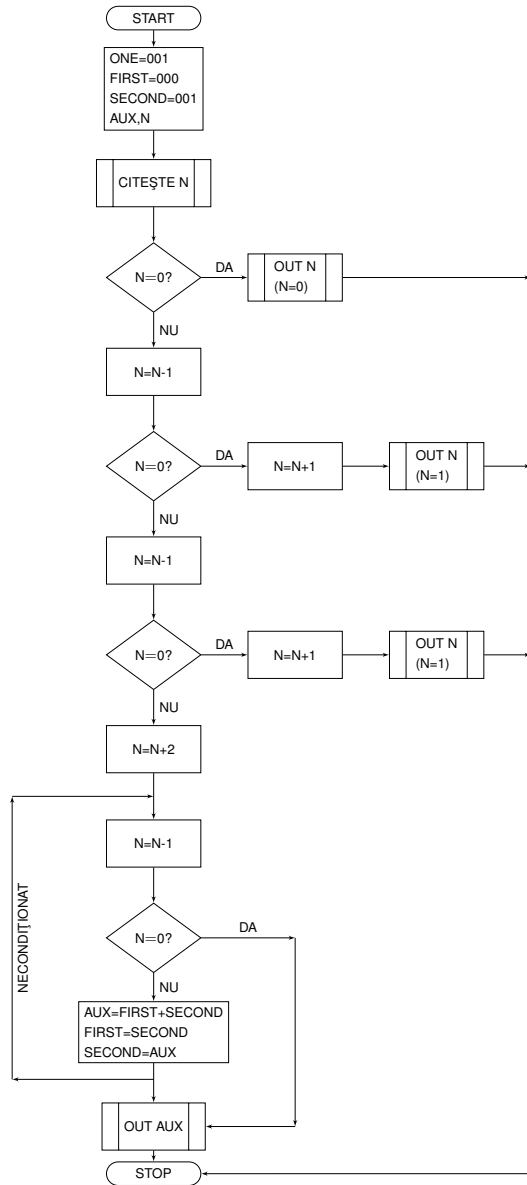 START
ONE=001
FIRST=000
SECOND=001
AUX,N
CITEŞTE N
N=0?
DA
OUT N
(N=0)
NU
N=N-1
N=0?
DA
N=N+1
OUT N
(N=1)
NU
N=N-1
N=0?
DA
N=N+1
OUT N
(N=1)
NU
N=N+2
NECONDIŢIONAT
N=N-1
N=0?
DA
NU
AUX=FIRST+SECOND
FIRST=SECOND
SECOND=AUX
OUT AUX
STOP